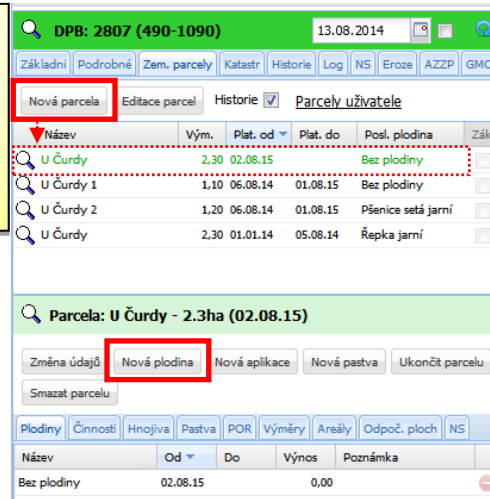 DPB: 2807 (490-1090) 13.08.2014
Základní Podrobné Zem. parcely Katastr Historie Log NS Eroze AZZP GMO
Nová parcela Editace parcel Historie Parcely uživatele
Název Vým. Plat. od Plat. do Posl. plodina Zák
U Čurdy 2,30 02.08.15 Bez plodiny
U Čurdy 1 1,10 06.08.14 01.08.15 Bez plodiny
U Čurdy 2 1,20 06.08.14 01.08.15 Pšenice setá jarní
U Čurdy 2,30 01.01.14 05.08.14 Řepka jarní
Parcela: U Čurdy - 2.3ha (02.08.15)
Změna údajů Nová plodina Nová aplikace Nová pastva Ukončit parcelu
Smazat parcelu
Plodiny Činnosti Hnojiva Pastva POR Výměry Areály Odpoč. ploch NS
Název Od Do Výnos Poznámka
Bez plodiny 02.08.15 0,00